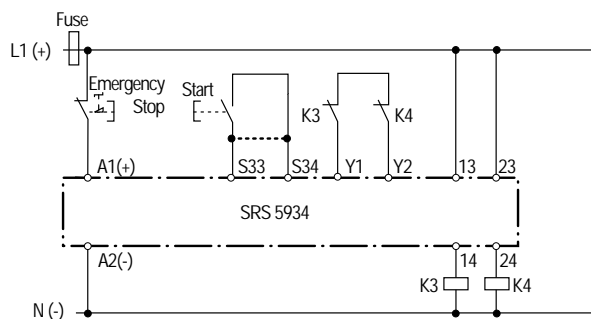 Fuse
L1 (+)
Emergency
Stop
Start
K3
K4
A1(+)
S33
S34
Y1
Y2
13
23
SRS 5934
A2(-)
14
24
K3
K4
N (-)